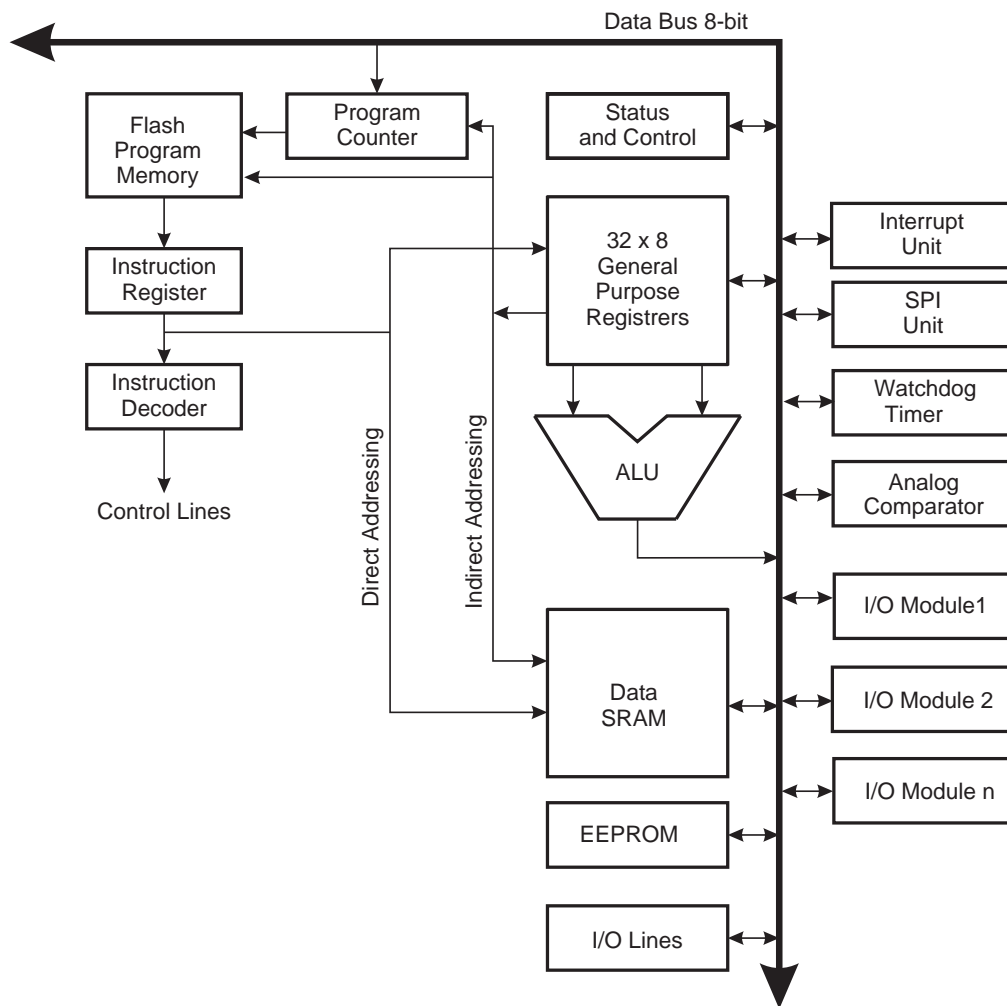 Data Bus 8-bit
Flash
Program
Memory
Program
Counter
Status
and Control
Instruction
Register
32 x 8
General
Purpose
Registrers
Interrupt
Unit
SPI
Unit
Instruction
Decoder
Watchdog
Timer
Control Lines
Direct Addressing
Indirect Addressing
ALU
Analog
Comparator
I/O Module1
Data
SRAM
I/O Module 2
I/O Module n
EEPROM
I/O Lines